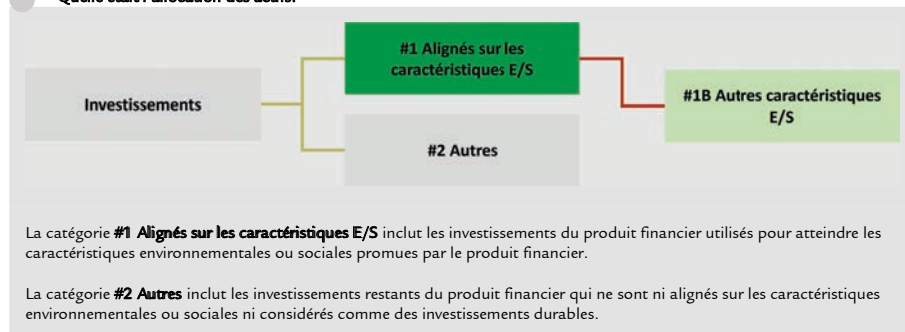 #1 Alignés sur les
caractéristiques E/S
Investissements
#1B Autres caractéristiques
E/S
#2 Autres
La catégorie #1 Alignés sur les caractéristiques E/S inclut les investissements du produit financier utilisés pour atteindre les
caractéristiques environnementales ou sociales promues par le produit financier.
La catégorie #2 Autres inclut les investissements restants du produit financier qui ne sont ni alignés sur les caractéristiques
environnementales ou sociales ni considérés comme des investissements durables.